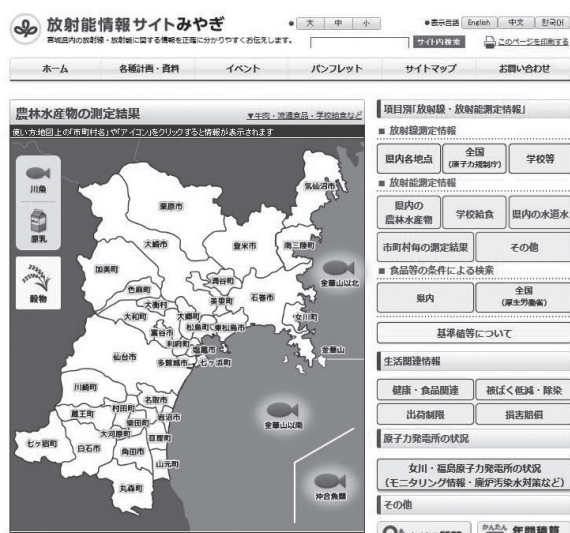 放射能情報サイトみやぎ
宮城県内の放射線・放射能に関する情報を正確に分かりやすくお伝えします。
大 中 小
●表示言語 English 中文 한국어
サイト内検索 このページを印刷する
ホーム 各種計画・資料 イベント パンフレット サイトマップ お問い合わせ
農林水産物の測定結果
▼牛肉・流通食品・学校給食など
使い方:地図上の「市町村名」や「アイコン」をクリックすると情報が表示されます
川魚
原乳
穀物
気仙沼市
栗原市
大崎市
登米市
南三陸町
加美町
涌谷町
色麻町
美里町
石巻市
大衡村
女川町
大和町
大郷町
松島町
東松島市
富谷市
利府町
塩竈市
仙台市
多賀城市
七ヶ浜町
川崎町
名取市
村田町
岩沼市
蔵王町
柴田町
大河原町
亘理町
七ヶ宿町
白石市
角田市
山元町
丸森町
金華山以北
金華山
金華山以南
沖合魚類
項目別「放射線・放射能測定情報」
■ 放射線測定情報
県内各地点
全国
(原子力規制庁)
学校等
■ 放射能測定情報
県内の
農林水産物
学校給食
県内の水道水
市町村毎の測定結果
その他
■ 食品等の条件による検索
県内
全国
(厚生労働省)
基準値等について
生活関連情報
健康・食品関連
被ばく低減・除染
出荷制限
損害賠償
原子力発電所の状況
女川・福島原子力発電所の状況
(モニタリング情報・廃炉汚染水対策など)
その他
かんたん 年間積算